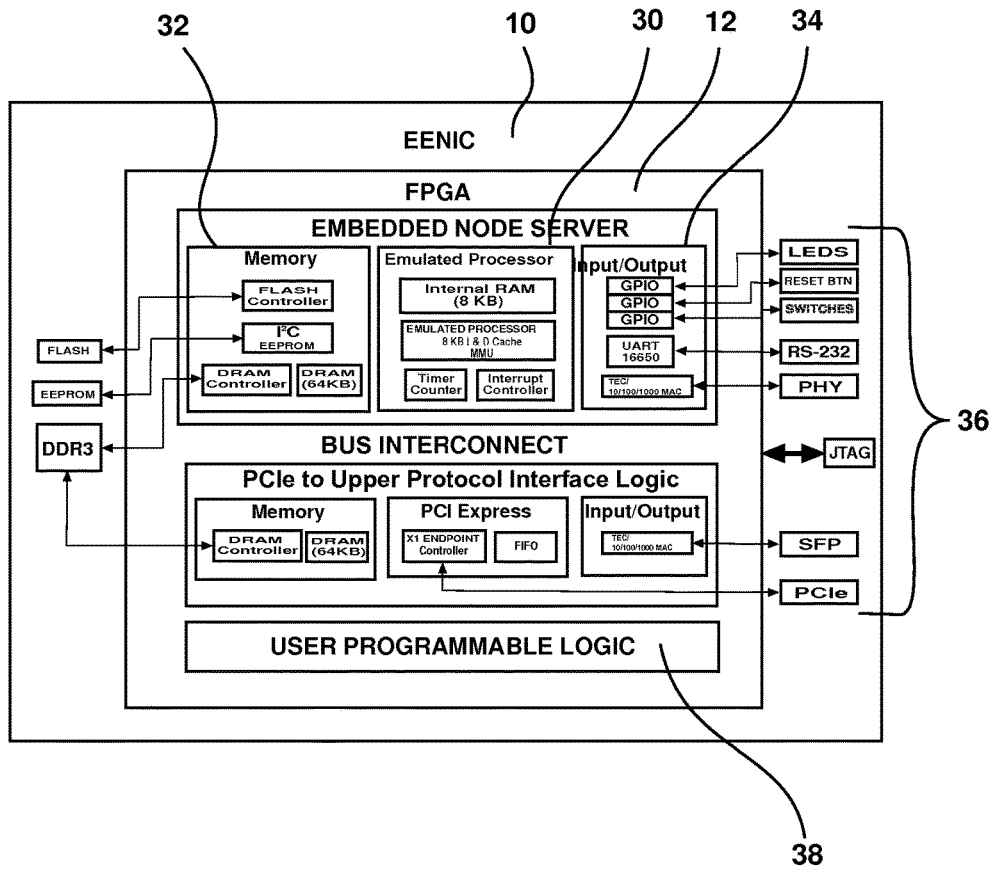 32
10
30
12
34
EENIC
FPGA
EMBEDDED NODE SERVER
Memory
FLASH
Controller
I²C
EEPROM
DRAM
Controller
DRAM
(64KB)
Emulated Processor
Internal RAM
(8 KB)
EMULATED PROCESSOR
8 KB I & D Cache
MMU
Timer
Counter
Interrupt
Controller
Input/Output
GPIO
GPIO
GPIO
UART
16650
TEC/
10/100/1000 MAC
FLASH
EEPROM
DDR3
LEDS
RESET BTN
SWITCHES
RS-232
PHY
JTAG
SFP
PCIe
36
BUS INTERCONNECT
PCIe to Upper Protocol Interface Logic
Memory
DRAM
Controller
DRAM
(64KB)
PCI Express
X1 ENDPOINT
Controller
FIFO
Input/Output
TEC/
10/100/1000 MAC
USER PROGRAMMABLE LOGIC
38